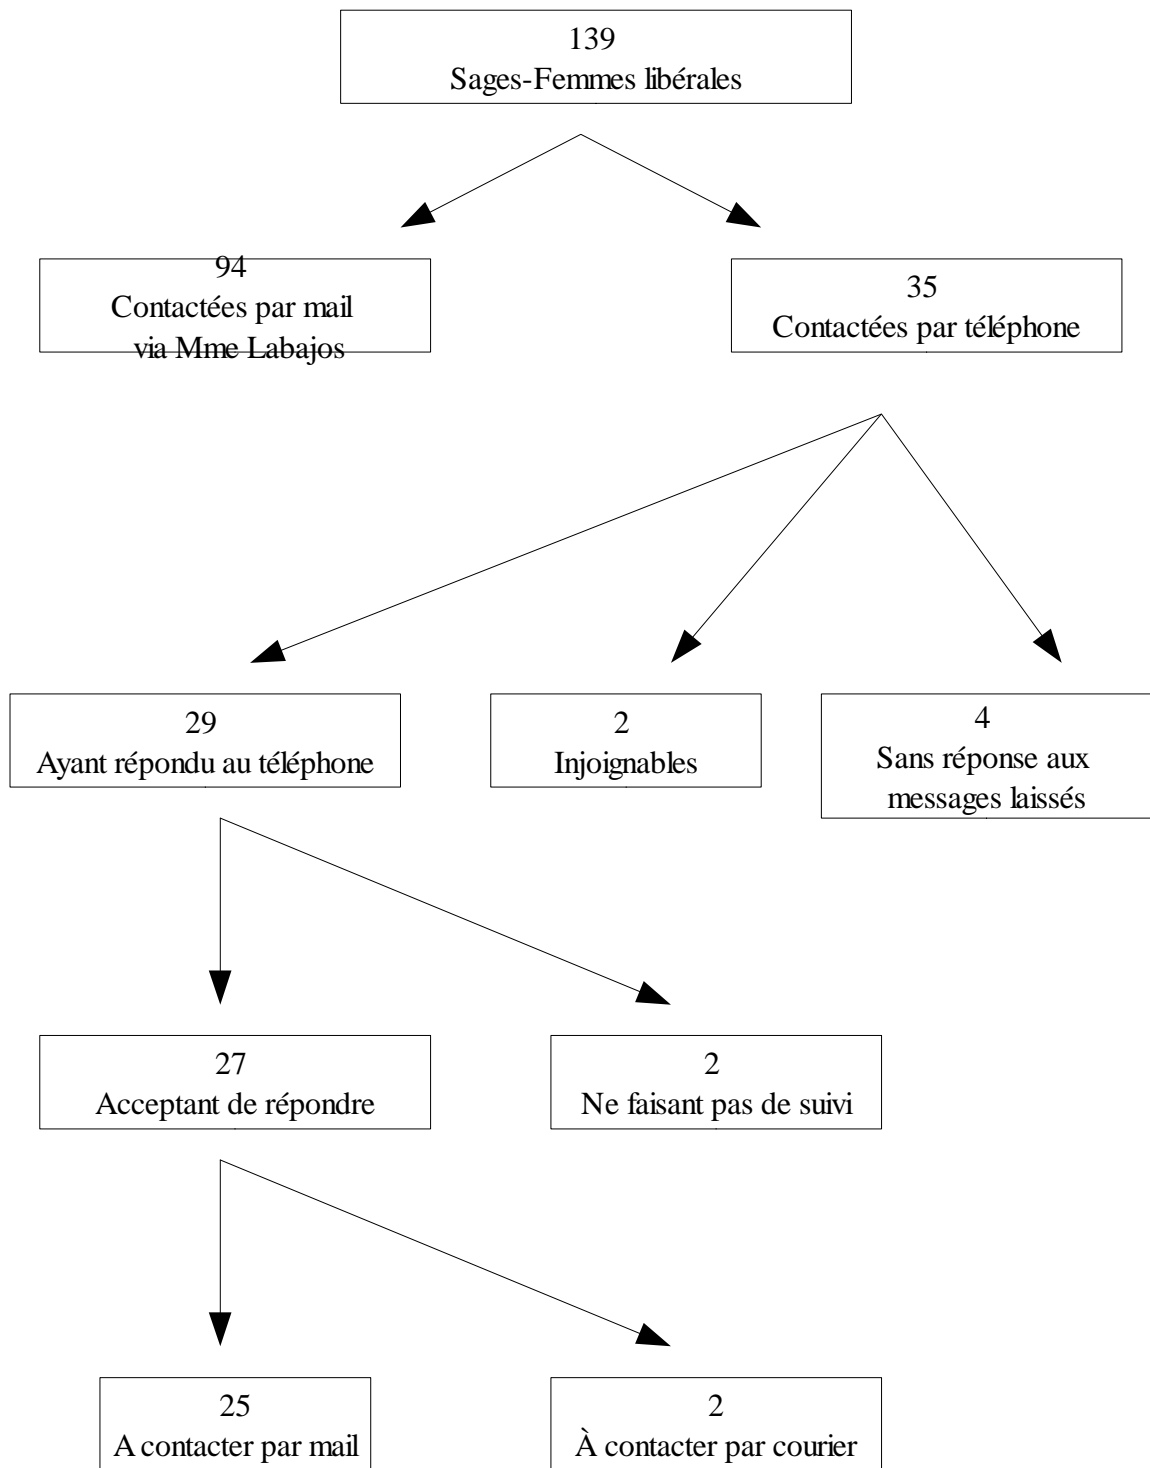 139
Sages-Femmes libérales
94
Contactées par mail
via Mme Labajos
35
Contactées par téléphone
29
Ayant répondu au téléphone
2
Injoignables
4
Sans réponse aux
messages laissés
27
Acceptant de répondre
2
Ne faisant pas de suivi
25
A contacter par mail
2
À contacter par courier